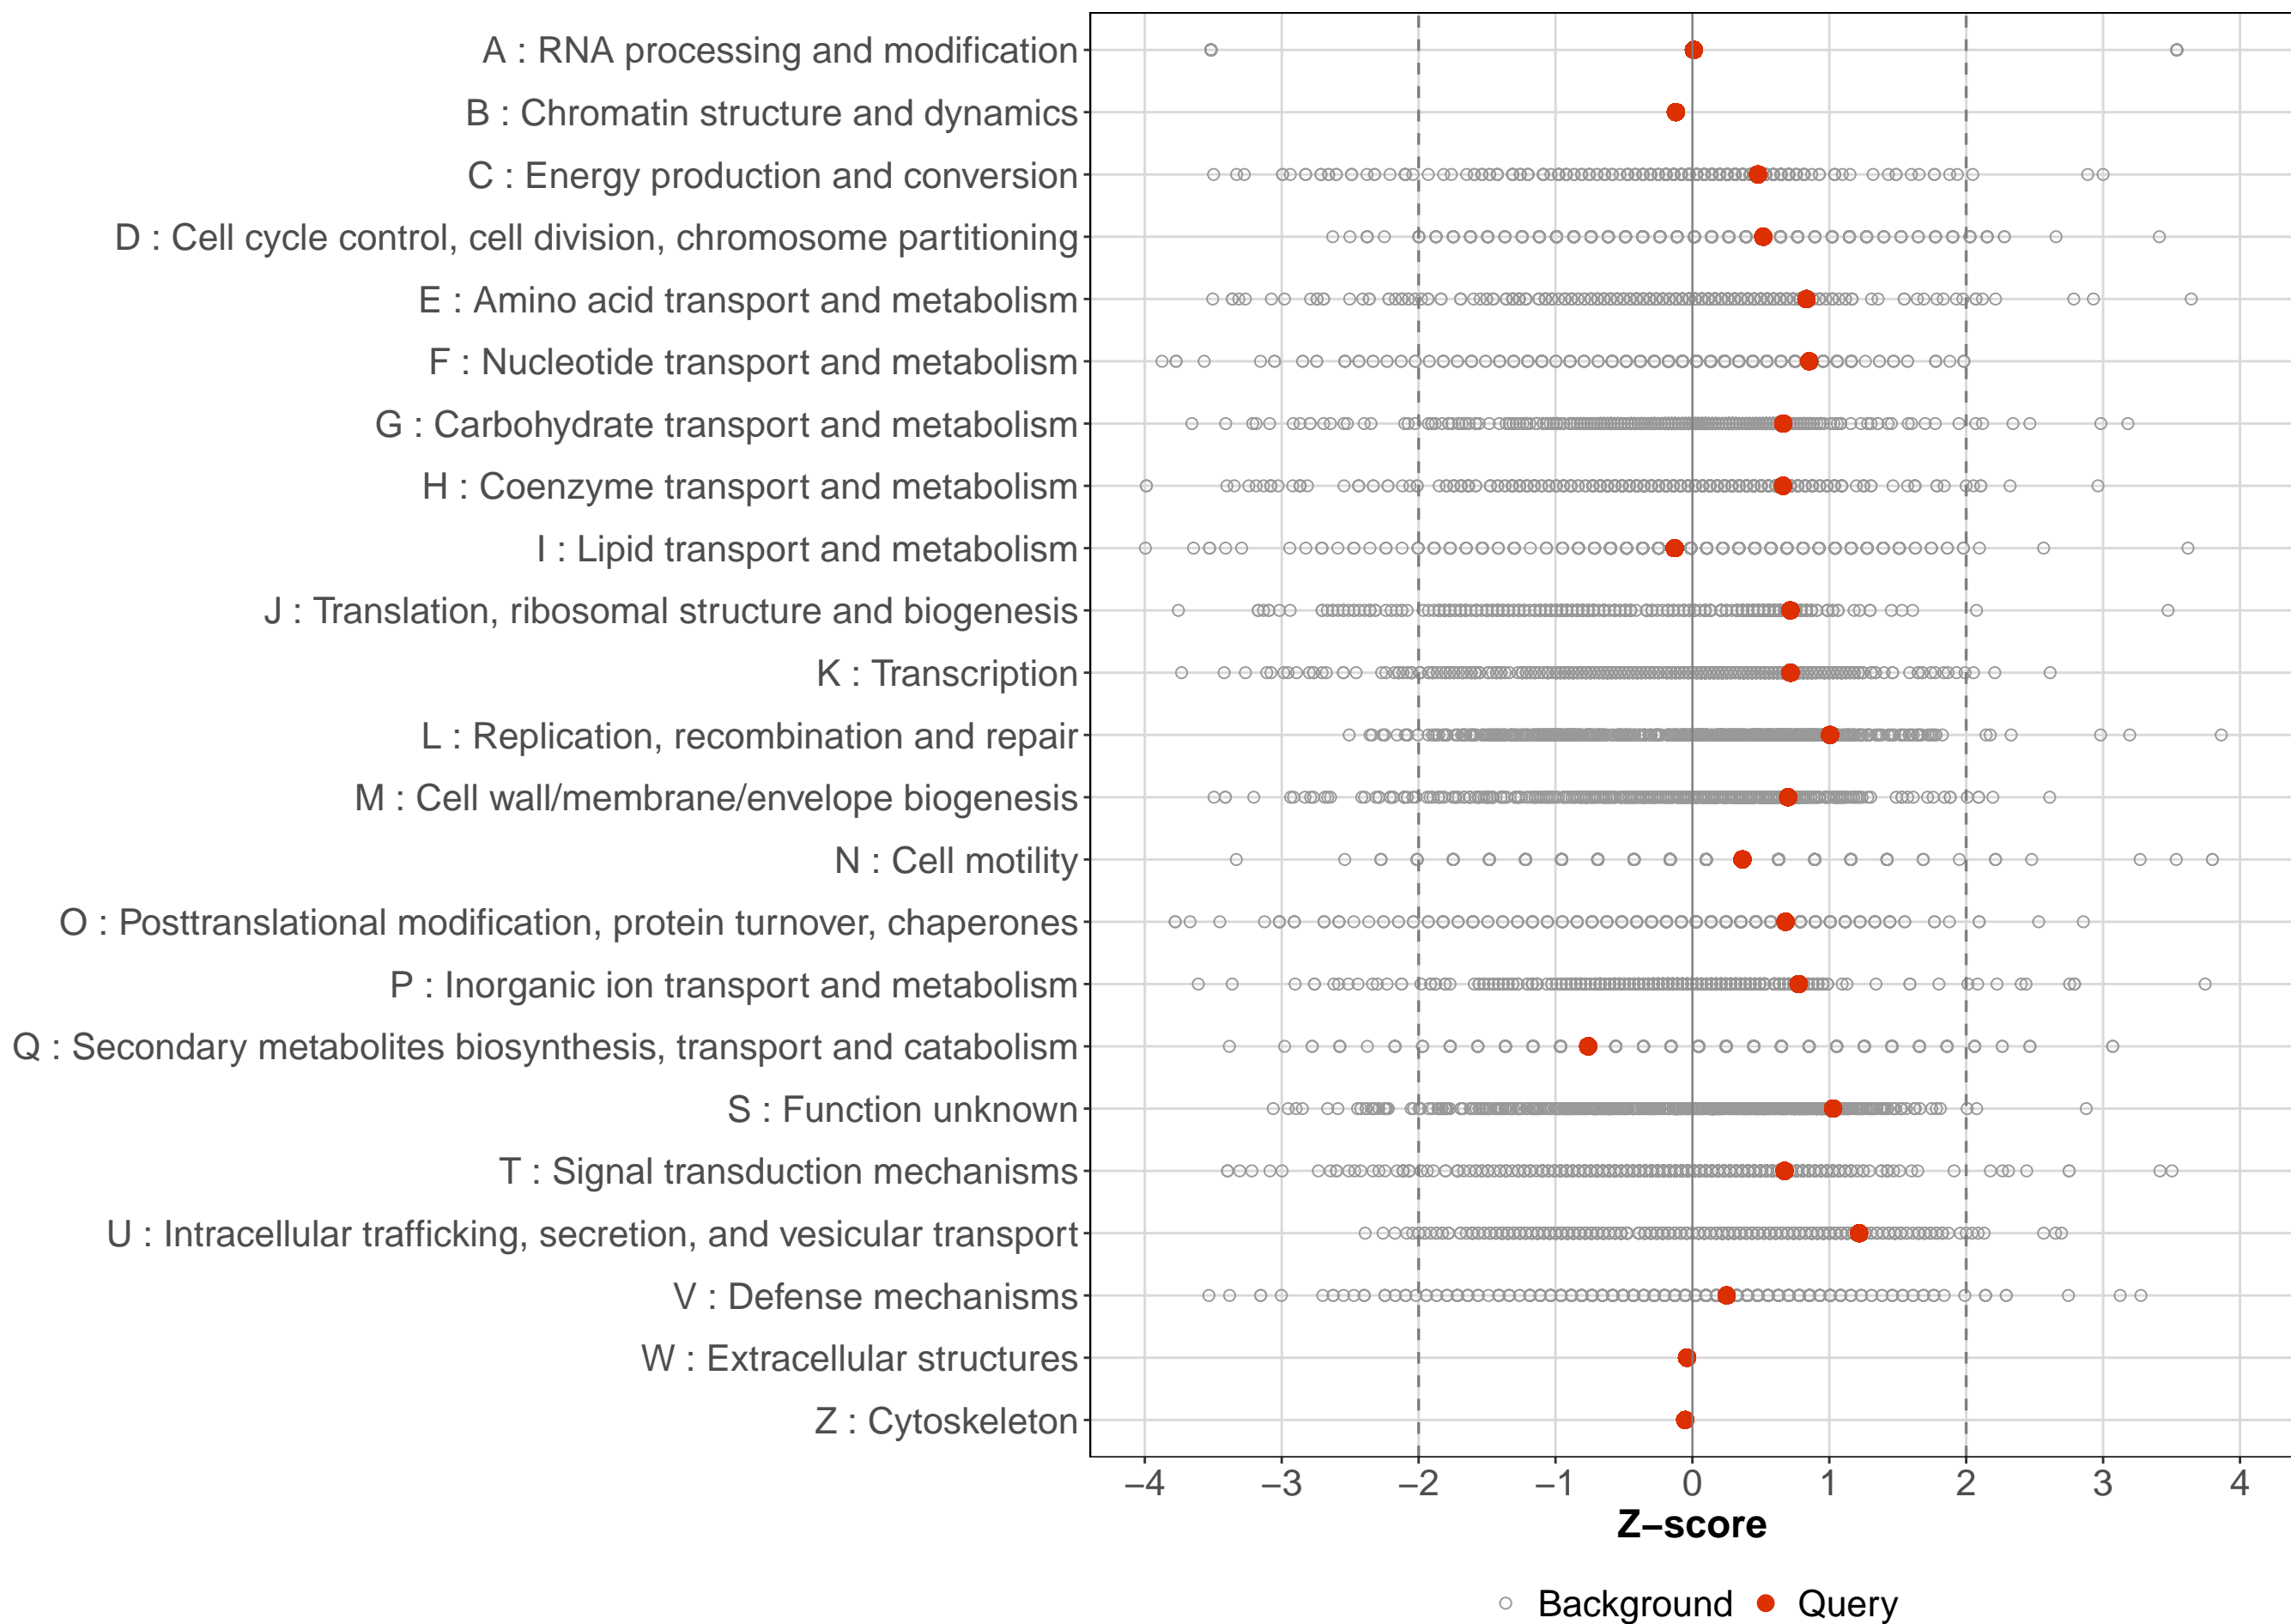 A : RNA processing and modification
B : Chromatin structure and dynamics
C : Energy production and conversion
D : Cell cycle control, cell division, chromosome partitioning
E : Amino acid transport and metabolism
F : Nucleotide transport and metabolism
G : Carbohydrate transport and metabolism
H : Coenzyme transport and metabolism
I : Lipid transport and metabolism
J : Translation, ribosomal structure and biogenesis
K : Transcription
L : Replication, recombination and repair
M : Cell wall/membrane/envelope biogenesis
N : Cell motility
O : Posttranslational modification, protein turnover, chaperones
P : Inorganic ion transport and metabolism
Q : Secondary metabolites biosynthesis, transport and catabolism
S : Function unknown
T : Signal transduction mechanisms
U : Intracellular trafficking, secretion, and vesicular transport
V : Defense mechanisms
W : Extracellular structures
Z : Cytoskeleton
−4 −3 −2 −1 0 1 2 3 4
Z−score
Background Query